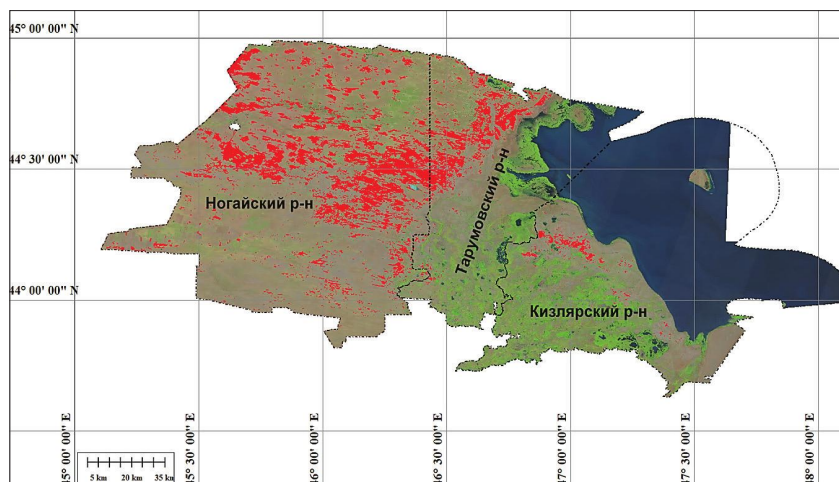 45° 00' 00" N
44° 30' 00" N
44° 00' 00" N
Ногайский р-н
Тарумовский р-н
Кизлярский р-н
45° 00' 00" E
45° 30' 00" E
46° 00' 00" E
46° 30' 00" E
47° 00' 00" E
47° 30' 00" E
48° 00' 00" E
5 km 20 km 35 km